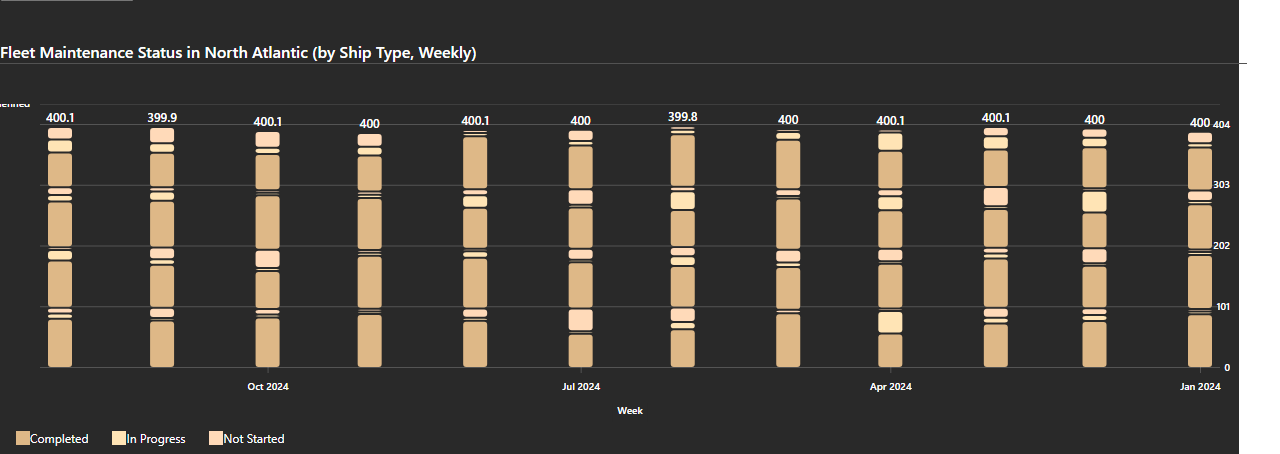 Fleet Maintenance Status in North Atlantic (by Ship Type, Weekly)
400.1 399.9 400.1 400 400.1 400 399.8 400 400.1 400.1 400 400
404
303
202
101
0
Oct 2024 Jul 2024 Apr 2024 Jan 2024
Week
Completed In Progress Not Started